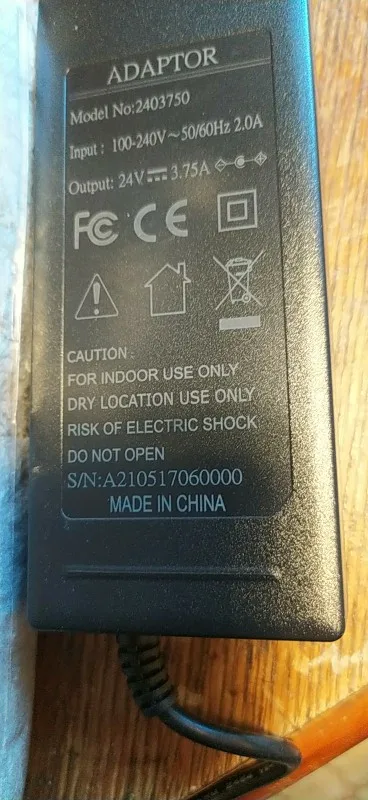 ADAPTOR
Model No:2403750
Input : 100-240V~50/60Hz 2.0A
Output: 24V⎓ 3.75A
FC CE
CAUTION :
FOR INDOOR USE ONLY
DRY LOCATION USE ONLY
RISK OF ELECTRIC SHOCK
DO NOT OPEN
S/N:A210517060000
MADE IN CHINA